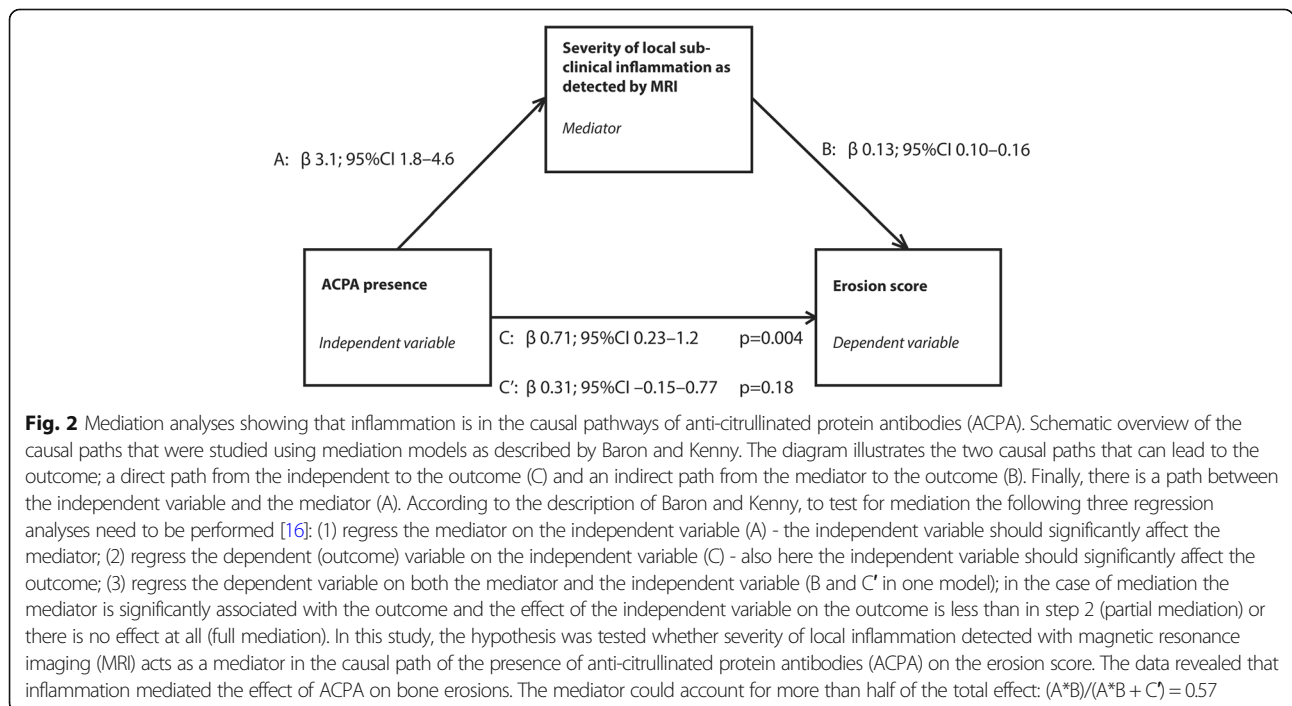 Severity of local sub-
clinical inflammation as
detected by MRI
Mediator
A: β 3.1; 95%CI 1.8–4.6
B: β 0.13; 95%CI 0.10–0.16
ACPA presence
Independent variable
Erosion score
Dependent variable
C: β 0.71; 95%CI 0.23–1.2 p=0.004
C′: β 0.31; 95%CI –0.15–0.77 p=0.18
Fig. 2 Mediation analyses showing that inflammation is in the causal pathways of anti-citrullinated protein antibodies (ACPA). Schematic overview of the
causal paths that were studied using mediation models as described by Baron and Kenny. The diagram illustrates the two causal paths that can lead to the
outcome; a direct path from the independent to the outcome (C) and an indirect path from the mediator to the outcome (B). Finally, there is a path between
the independent variable and the mediator (A). According to the description of Baron and Kenny, to test for mediation the following three regression
analyses need to be performed [16]: (1) regress the mediator on the independent variable (A) - the independent variable should significantly affect the
mediator; (2) regress the dependent (outcome) variable on the independent variable (C) - also here the independent variable should significantly affect the
outcome; (3) regress the dependent variable on both the mediator and the independent variable (B and C′ in one model); in the case of mediation the
mediator is significantly associated with the outcome and the effect of the independent variable on the outcome is less than in step 2 (partial mediation) or
there is no effect at all (full mediation). In this study, the hypothesis was tested whether severity of local inflammation detected with magnetic resonance
imaging (MRI) acts as a mediator in the causal path of the presence of anti-citrullinated protein antibodies (ACPA) on the erosion score. The data revealed that
inflammation mediated the effect of ACPA on bone erosions. The mediator could account for more than half of the total effect: (A*B)/(A*B + C′) = 0.57